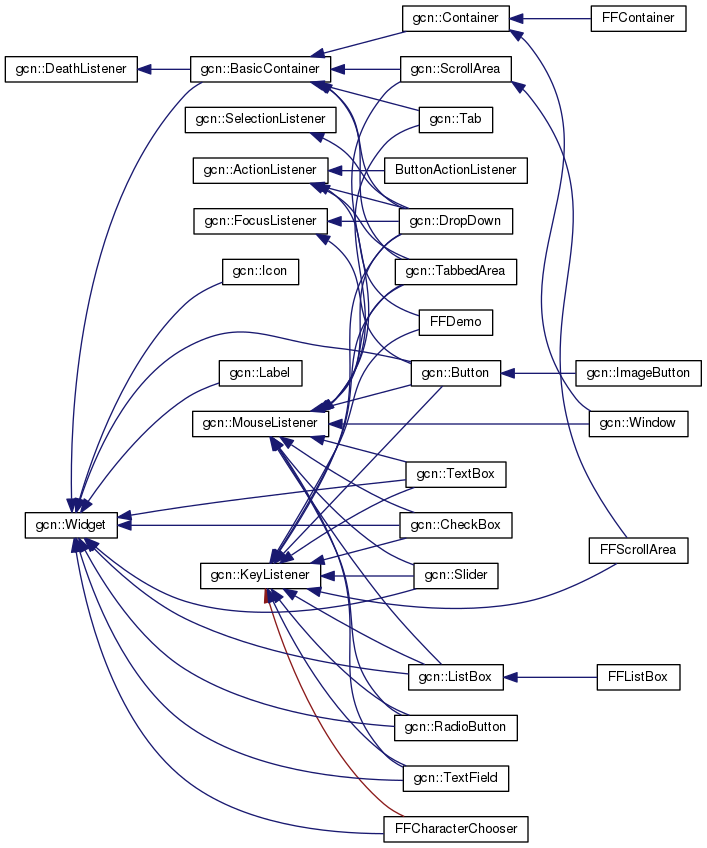 gcn::Container
FFContainer
gcn::DeathListener
gcn::BasicContainer
gcn::ScrollArea
gcn::SelectionListener
gcn::Tab
gcn::ActionListener
ButtonActionListener
gcn::FocusListener
gcn::DropDown
gcn::Icon
gcn::TabbedArea
FFDemo
gcn::Label
gcn::Button
gcn::ImageButton
gcn::MouseListener
gcn::Window
gcn::TextBox
gcn::Widget
gcn::CheckBox
FFScrollArea
gcn::KeyListener
gcn::Slider
gcn::ListBox
FFListBox
gcn::RadioButton
gcn::TextField
FFCharacterChooser